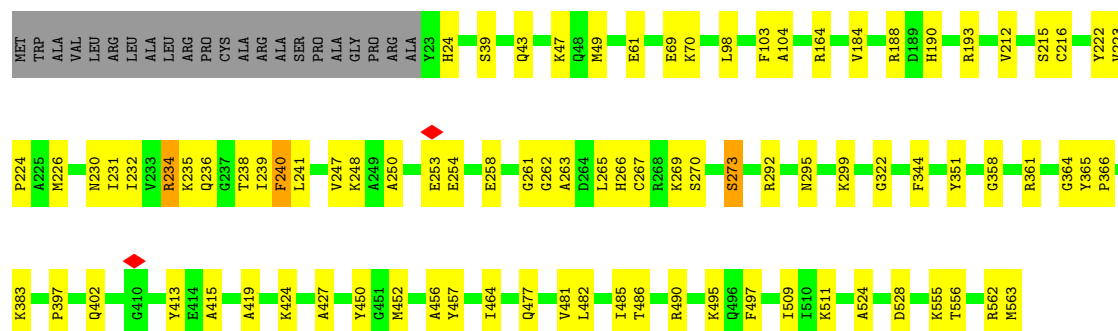 MET TRP ALA VAL LEU ARG LEU ALA LEU ARG PRO CYS ALA ARG ALA SER PRO ALA GLY PRO ARG ALA Y23 H24 S39 Q43 K47 Q48 M49 E61 E69 K70 L98 F103 A104 R164 V184 R188 D189 H190 R193 V212 S215 C216 Y222 V223
P224 A225 M226 N230 I231 I232 V233 R234 K235 Q236 G237 T238 I239 F240 L241 V247 K248 A249 A250 E253 E254 E258 G261 G262 A263 D264 L265 H266 C267 R268 K269 S270 S273 R292 N295 K299 G322 F344 Y351 G358 R361 G364 Y365 P366
K383 P397 Q402 G410 Y413 E414 A415 A419 K424 A427 Y450 G451 M452 A456 Y457 I464 Q477 V481 L482 I485 T486 R490 K495 Q496 F497 I509 I510 K511 A524 D528 K555 T556 R562 M563